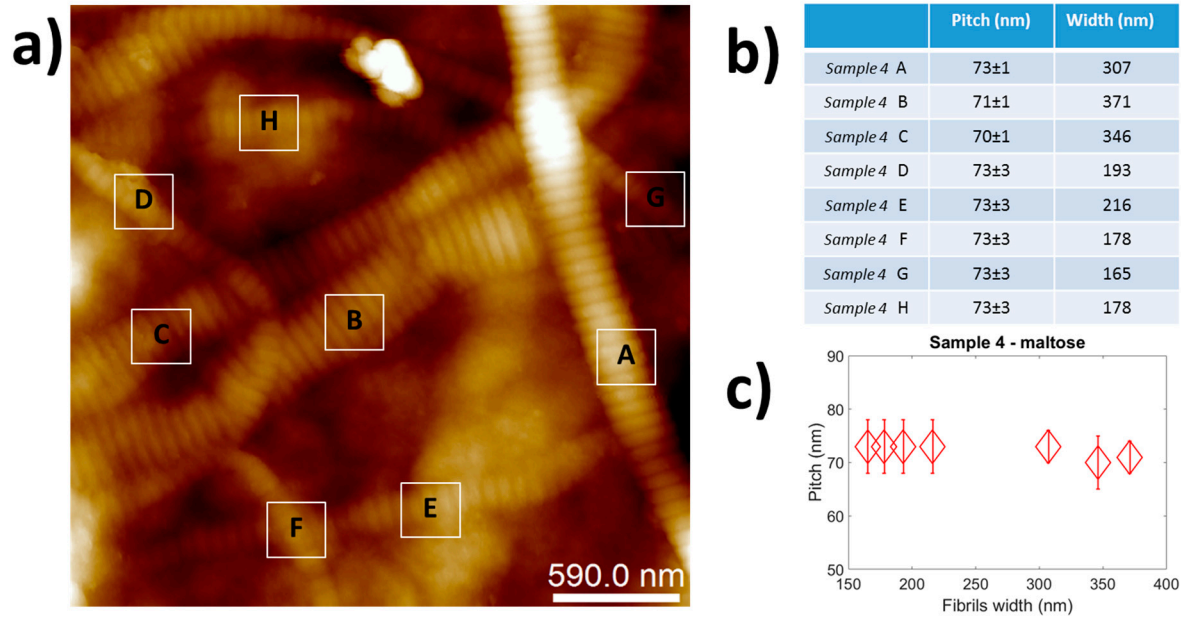 a)
H
D
G
C
B
A
E
F
590.0 nm
b)
Pitch (nm) Width (nm)
Sample 4 A 73±1 307
Sample 4 B 71±1 371
Sample 4 C 70±1 346
Sample 4 D 73±3 193
Sample 4 E 73±3 216
Sample 4 F 73±3 178
Sample 4 G 73±3 165
Sample 4 H 73±3 178
c)
Sample 4 - maltose
90
80
70
60
50
Pitch (nm)
150 200 250 300 350 400
Fibrils width (nm)